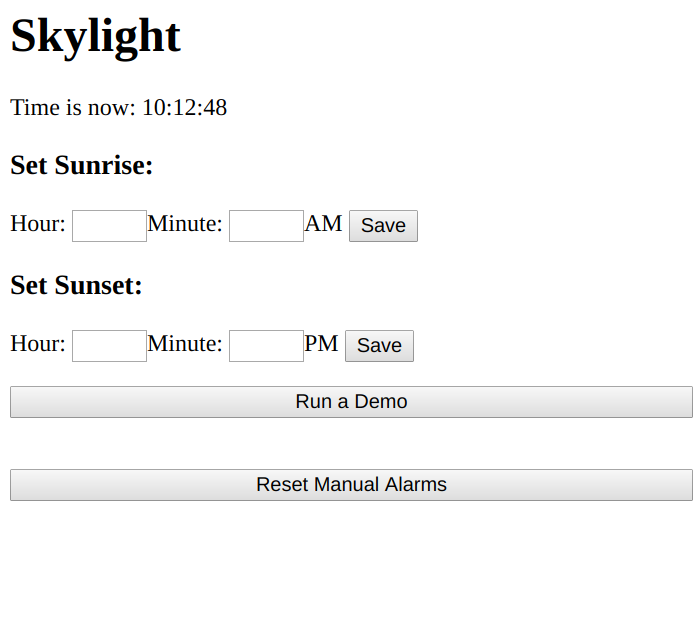 Skylight
Time is now: 10:12:48
Set Sunrise:
Hour: Minute: AM Save
Set Sunset:
Hour: Minute: PM Save
Run a Demo
Reset Manual Alarms